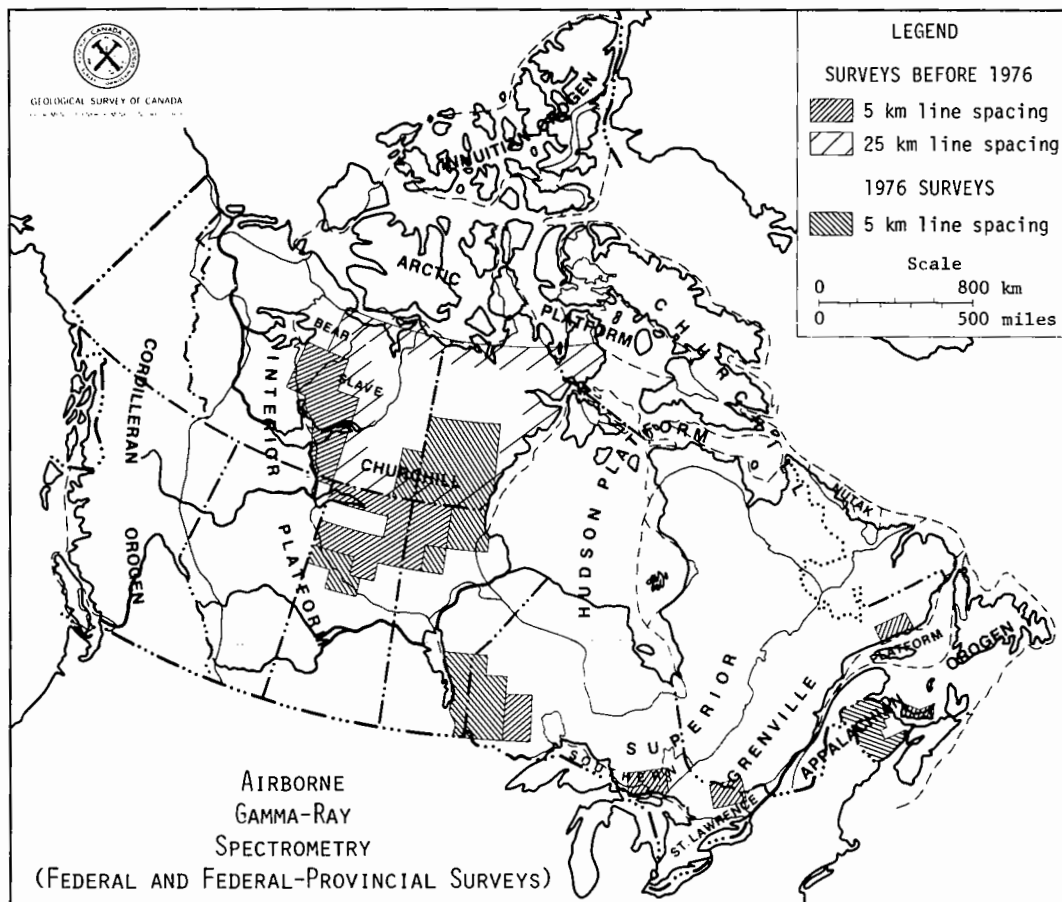 GEOLOGICAL SURVEY OF CANADA
LEGEND
SURVEYS BEFORE 1976
5 km line spacing
25 km line spacing
1976 SURVEYS
5 km line spacing
Scale
0 800 km
0 500 miles
INNUITIAN OROGEN
ARCTIC
PLATFORM
CHURCHILL
BEAR
SLAVE
CHURCHILL
INTERIOR
PLATFORM
CORDILLERAN
OROGEN
HUDSON PLATFORM
PLATFORM
NUTAK
SUPERIOR
SOUTHERN
GRENVILLE
ST. LAWRENCE
PLATFORM
APPALACHIAN
OROGEN
AIRBORNE
GAMMA-RAY
SPECTROMETRY
(FEDERAL AND FEDERAL-PROVINCIAL SURVEYS)